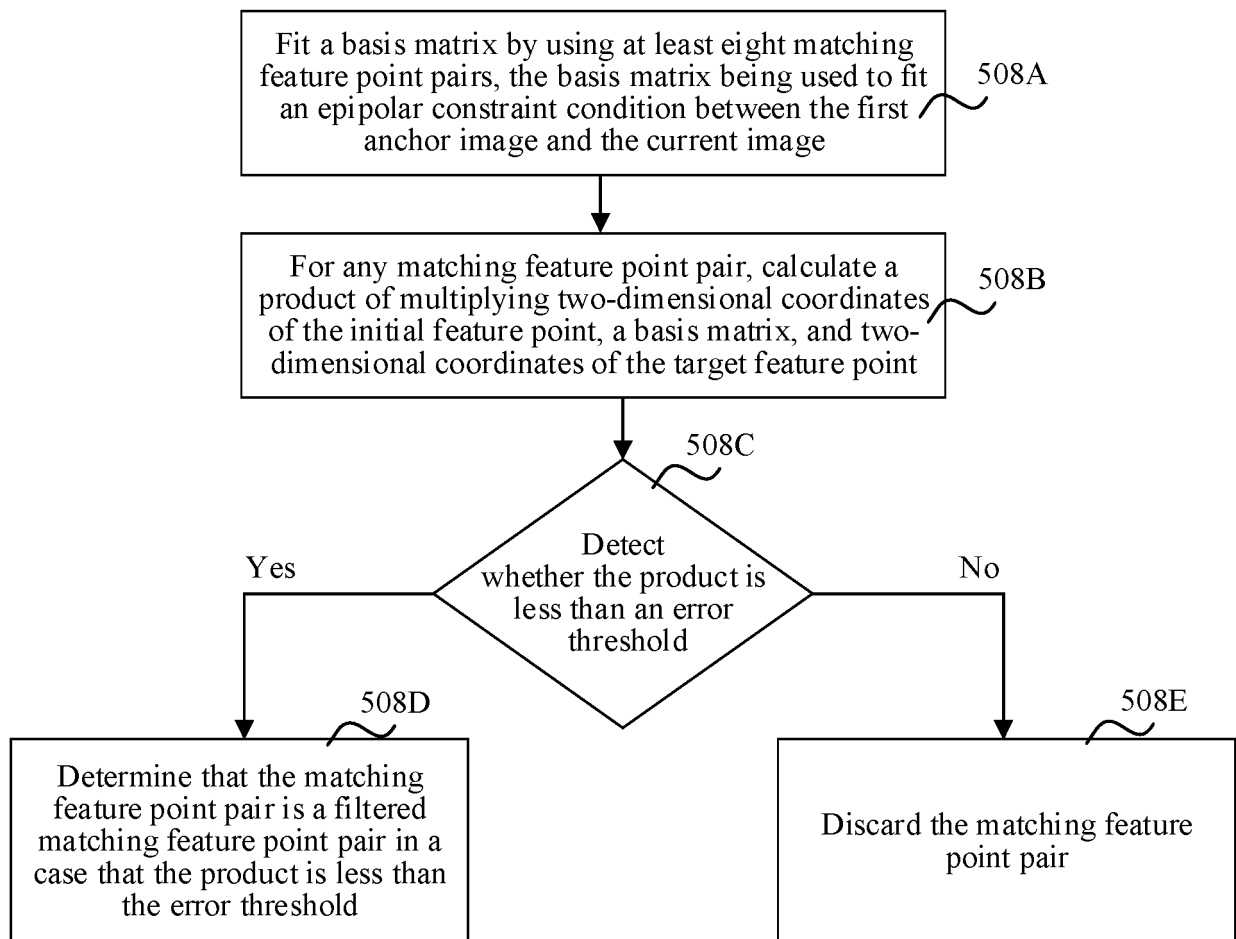 Fit a basis matrix by using at least eight matching
feature point pairs, the basis matrix being used to fit
an epipolar constraint condition between the first
anchor image and the current image
508A
For any matching feature point pair, calculate a
product of multiplying two-dimensional coordinates
of the initial feature point, a basis matrix, and two-
dimensional coordinates of the target feature point
508B
508C
Detect
whether the product is
less than an error
threshold
Yes
No
508D
Determine that the matching
feature point pair is a filtered
matching feature point pair in a
case that the product is less than
the error threshold
508E
Discard the matching feature
point pair